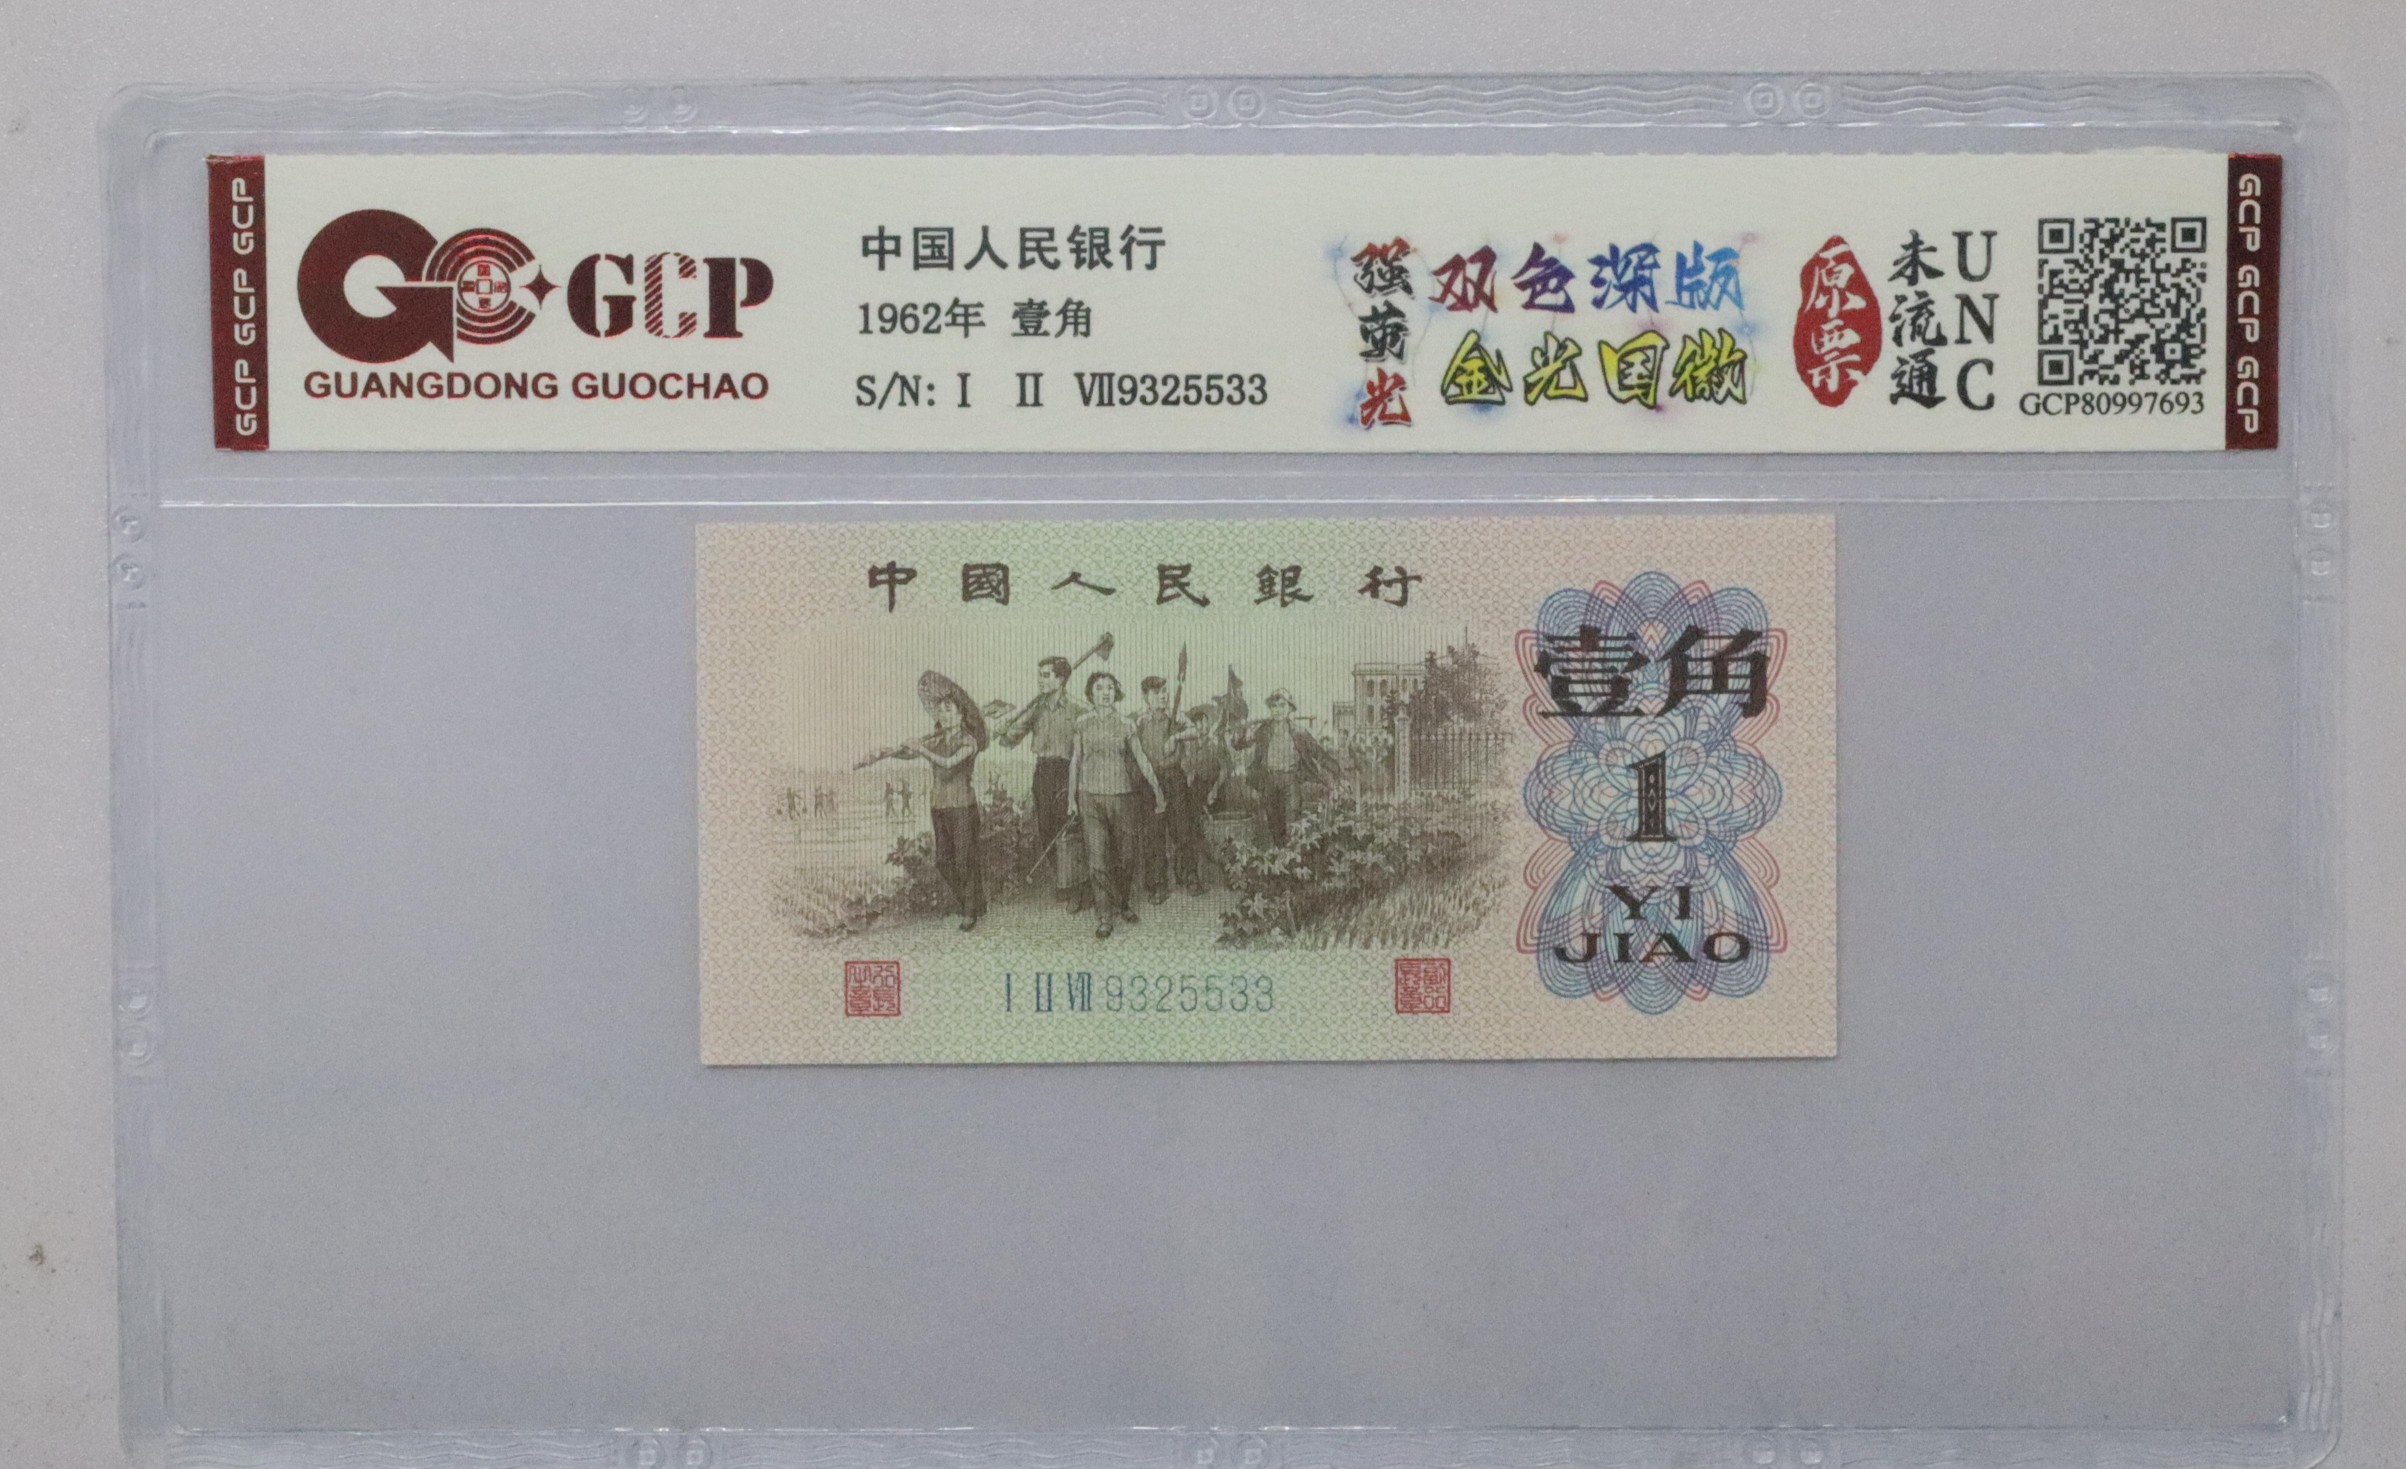 GCP GCP GCP
GCP
GUANGDONG GUOCHAO
中国人民银行
1962年 壹角
S/N: Ⅰ Ⅱ Ⅶ9325533
强荧光
双色深版
金光国徽
原票
未流通
UNC
GCP80997693
GCP GCP GCP
中國人民銀行
壹角
1
YI
JIAO
Ⅰ Ⅱ Ⅶ 9325533